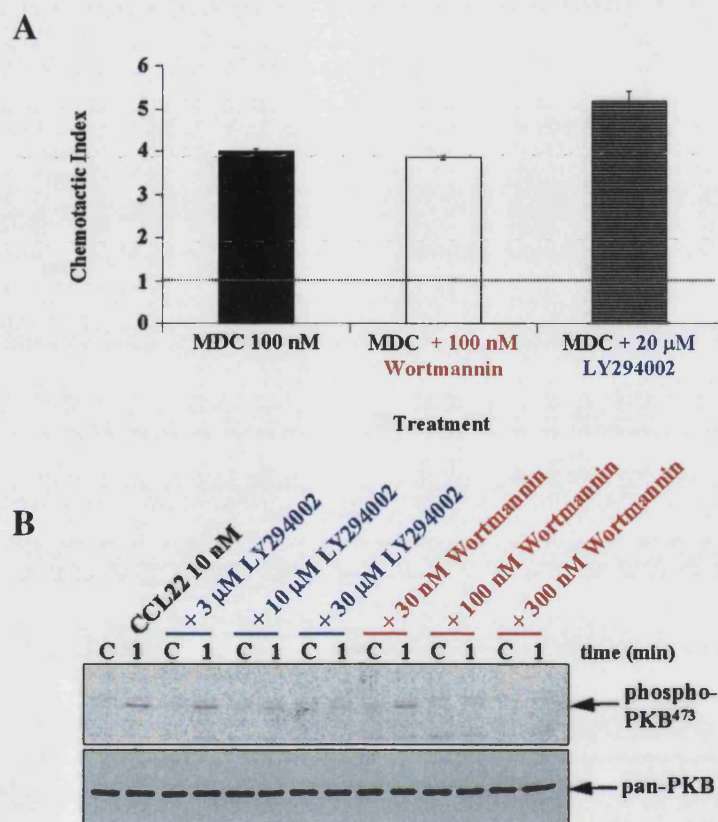 A
6
5
4
3
2
1
0
Chemotactic Index
MDC 100 nM
MDC + 100 nM
Wortmannin
MDC + 20 μM
LY294002
Treatment
B
CCL22 10 nM
+ 3 μM LY294002
+ 10 μM LY294002
+ 30 μM LY294002
+ 30 nM Wortmannin
+ 100 nM Wortmannin
+ 300 nM Wortmannin
C 1 C 1 C 1 C 1 C 1 C 1 C 1 time (min)
phospho-
PKB⁴⁷³
pan-PKB